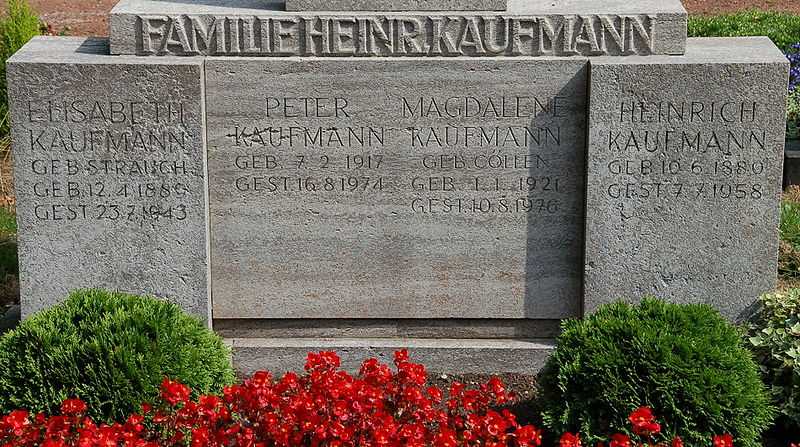 FAMILIE HEINR. KAUFMANN
ELISABETH
KAUFMANN
GEB STRAUCH
GEB. 12. 4. 1889
GEST. 23. 7. 1943
PETER
KAUFMANN
GEB. 7. 2. 1917
GEST. 16. 8. 1974
MAGDALENE
KAUFMANN
GEB. CÖLLEN
GEB. 1. 1. 1921
GEST. 10. 8. 1976
HEINRICH
KAUFMANN
GEB. 10. 6. 1880
GEST. 7. 7. 1958